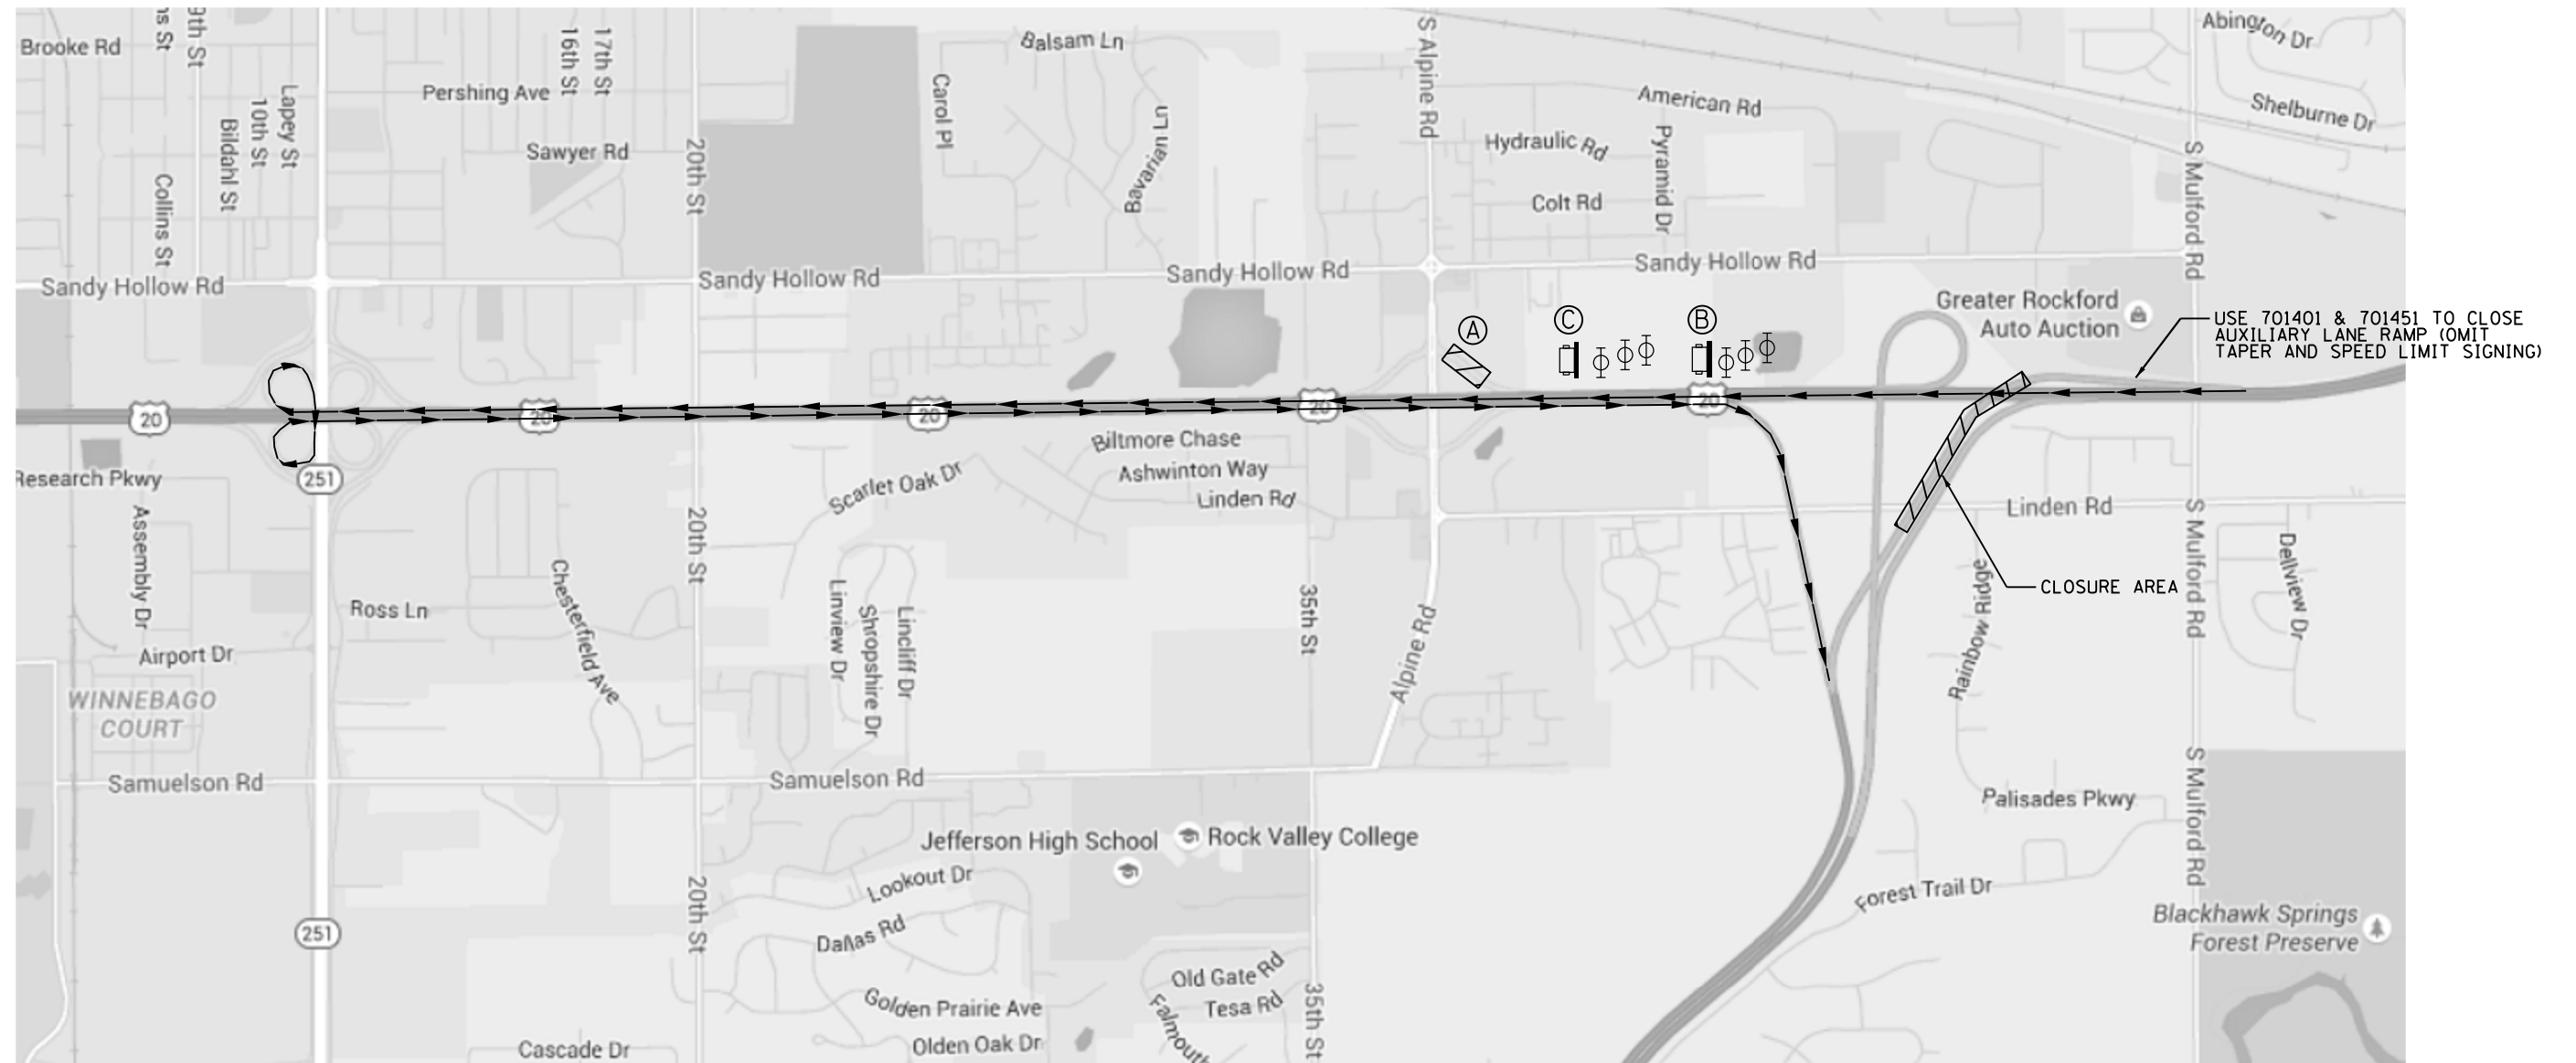 Brooke Rd
ns St
9th St
Lapey St
10th St
Bildahl St
Collins St
Pershing Ave
16th St
17th St
Sawyer Rd
20th St
Carol Pl
Balsam Ln
Bavarian Ln
S Alpine Rd
American Rd
Hydraulic Rd
Pyramid Dr
Colt Rd
Abington Dr
Shelburne Dr
S Mulford Rd
Sandy Hollow Rd
Sandy Hollow Rd
Sandy Hollow Rd
Sandy Hollow Rd
Greater Rockford
Auto Auction
USE 701401 & 701451 TO CLOSE
AUXILIARY LANE RAMP (OMIT
TAPER AND SPEED LIMIT SIGNING)
A
C
B
20
20
20
20
20
251
Research Pkwy
Biltmore Chase
Ashwinton Way
Linden Rd
Scarlet Oak Dr
Linden Rd
CLOSURE AREA
Assembly Dr
Ross Ln
Airport Dr
Chesterfield Ave
20th St
Linview Dr
Shropshire Dr
Lincliff Dr
35th St
Alpine Rd
Rainbow Ridge
S Mulford Rd
Dellview Dr
WINNEBAGO
COURT
Samuelson Rd
Samuelson Rd
Palisades Pkwy
S Mulford Rd
Jefferson High School
Rock Valley College
Lookout Dr
Forest Trail Dr
Dallas Rd
20th St
251
Blackhawk Springs
Forest Preserve
Old Gate Rd
Tesa Rd
Golden Prairie Ave
Falmouth
35th St
Olden Oak Dr
Cascade Dr